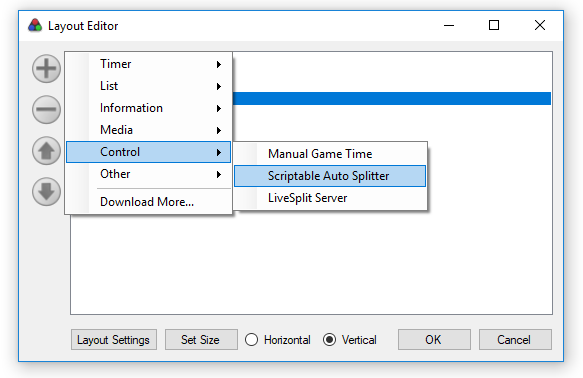 Layout Editor
Timer
List
Information
Media
Control
Other
Download More...
Manual Game Time
Scriptable Auto Splitter
LiveSplit Server
Layout Settings
Set Size
Horizontal
Vertical
OK
Cancel